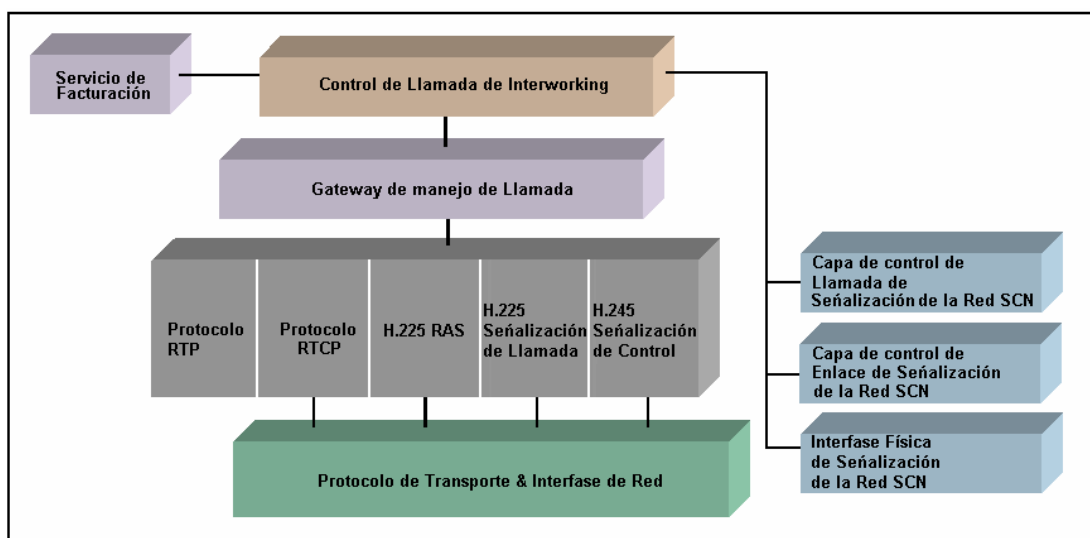 Servicio de
Facturación
Control de Llamada de Interworking
Gateway de manejo de Llamada
Protocolo
RTP
Protocolo
RTCP
H.225 RAS
H.225
Señalización
de Llamada
H.245
Señalización
de Control
Protocolo de Transporte & Interfase de Red
Capa de control de
Llamada de
Señalización de la Red SCN
Capa de control de
Enlace de Señalización
de la Red SCN
Interfase Física
de Señalización
de la Red SCN